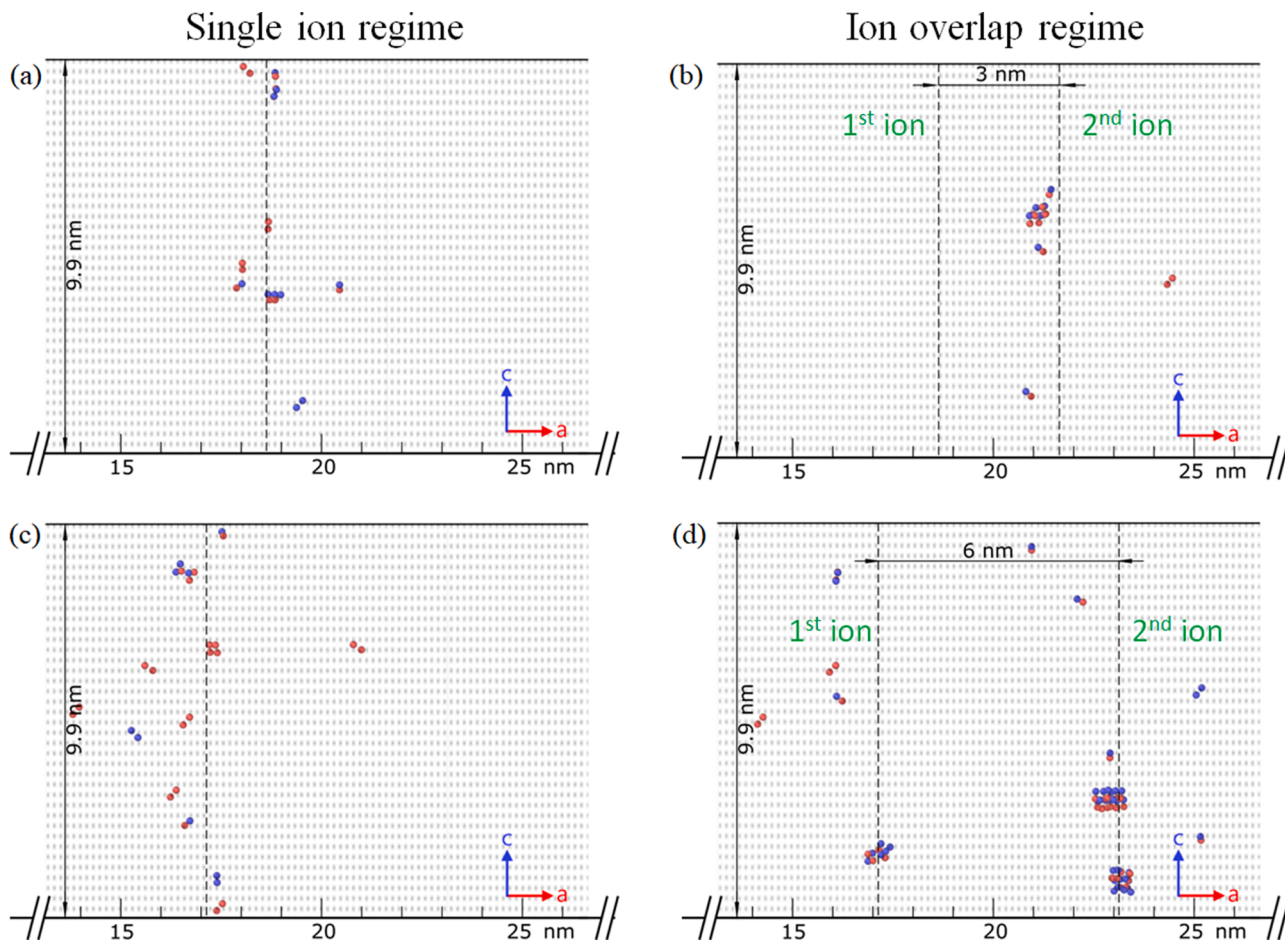 Single ion regime
Ion overlap regime
(a)
9.9 nm
c
a
15
20
25 nm
(b)
3 nm
1st ion
2nd ion
9.9 nm
c
a
15
20
25 nm
(c)
9.9 nm
c
a
15
20
25 nm
(d)
6 nm
1st ion
2nd ion
9.9 nm
c
a
15
20
25 nm